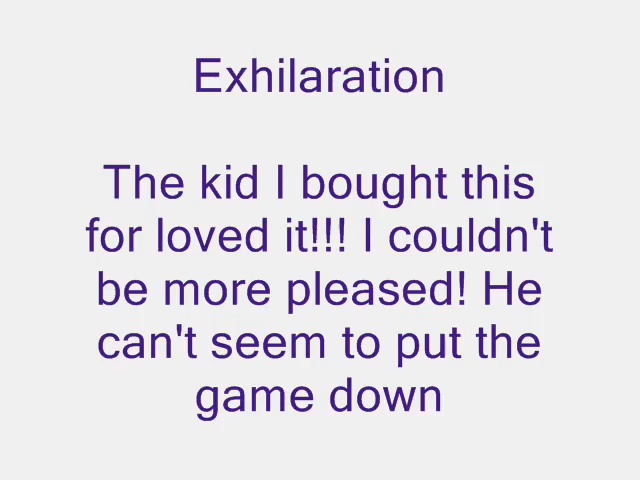 Exhilaration
The kid I bought this
for loved it!!! I couldn't
be more pleased! He
can't seem to put the
game down